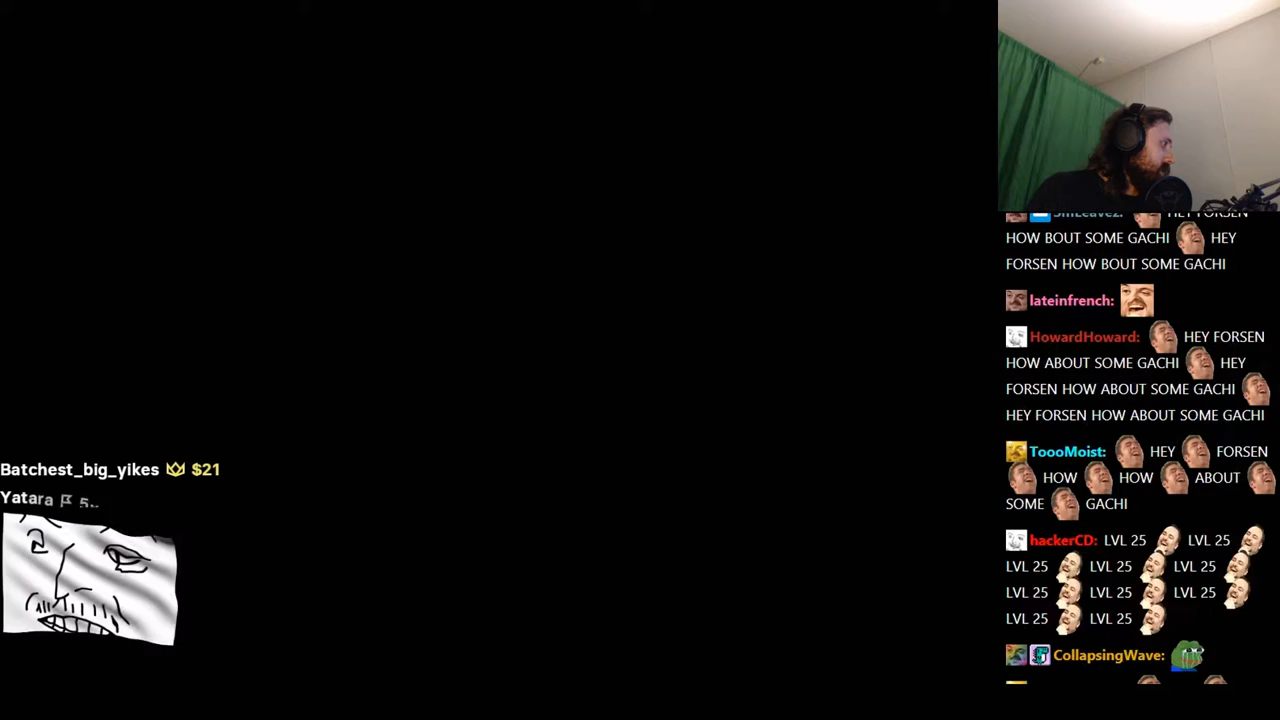 SmLeavez: HEY FORSEN
HOW BOUT SOME GACHI HEY
FORSEN HOW BOUT SOME GACHI
lateinfrench:
HowardHoward: HEY FORSEN
HOW ABOUT SOME GACHI HEY
FORSEN HOW ABOUT SOME GACHI
HEY FORSEN HOW ABOUT SOME GACHI
ToooMoist: HEY FORSEN
HOW HOW ABOUT
SOME GACHI
hackerCD: LVL 25 LVL 25
LVL 25 LVL 25 LVL 25
LVL 25 LVL 25 LVL 25
LVL 25 LVL 25
CollapsingWave:
Batchest_big_yikes $21
Yatara